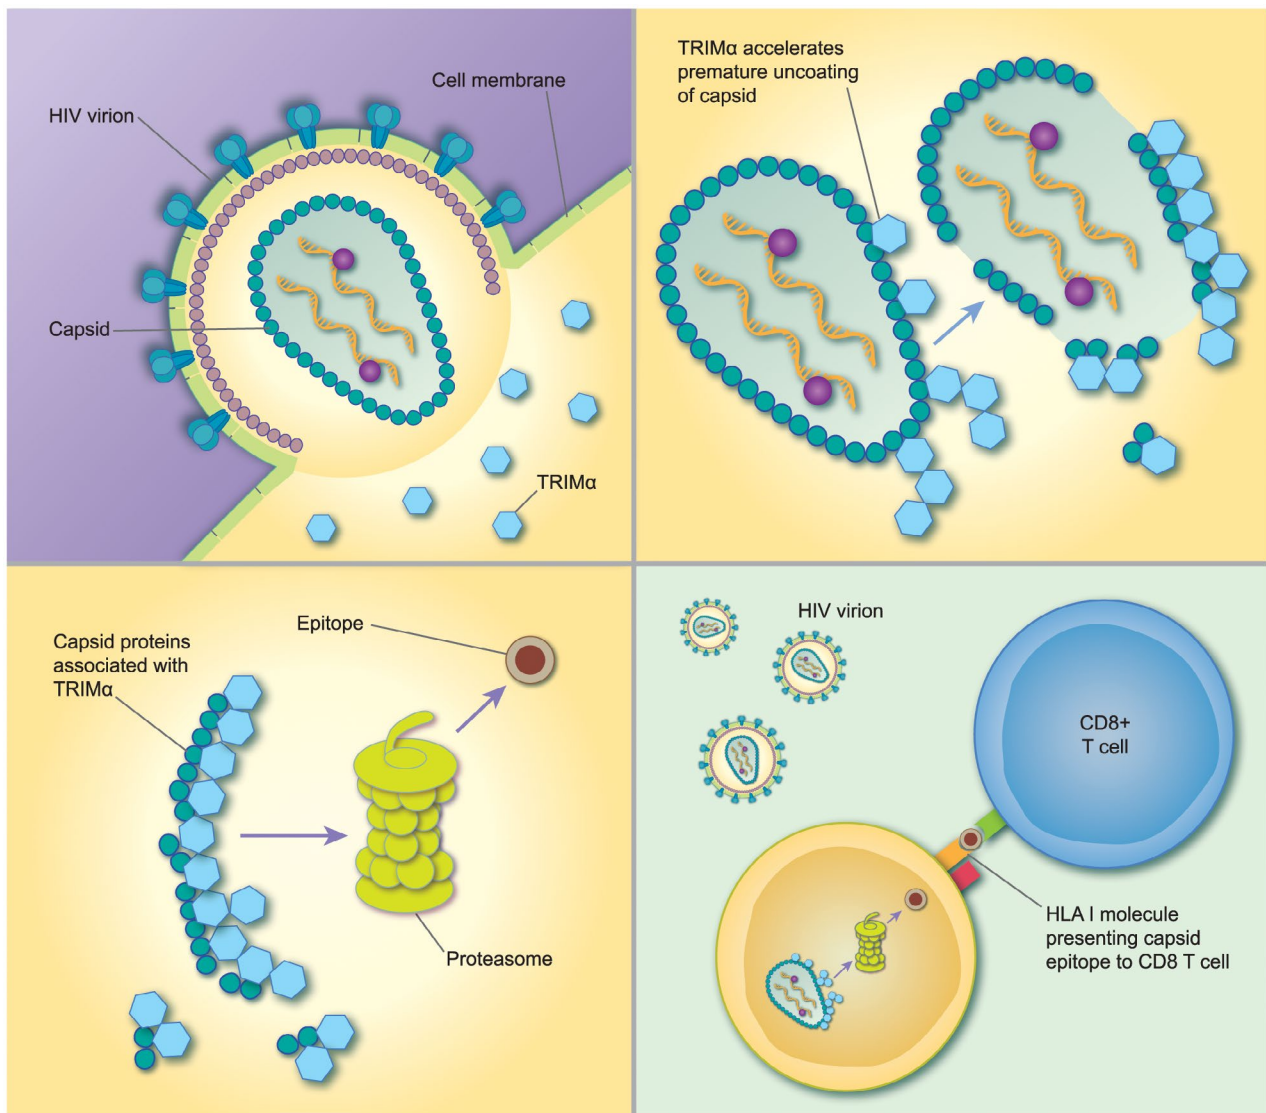 HIV virion
Cell membrane
Capsid
TRIMα
TRIMα accelerates
premature uncoating
of capsid
Capsid proteins
associated with
TRIMα
Epitope
Proteasome
HIV virion
CD8+
T cell
HLA I molecule
presenting capsid
epitope to CD8 T cell